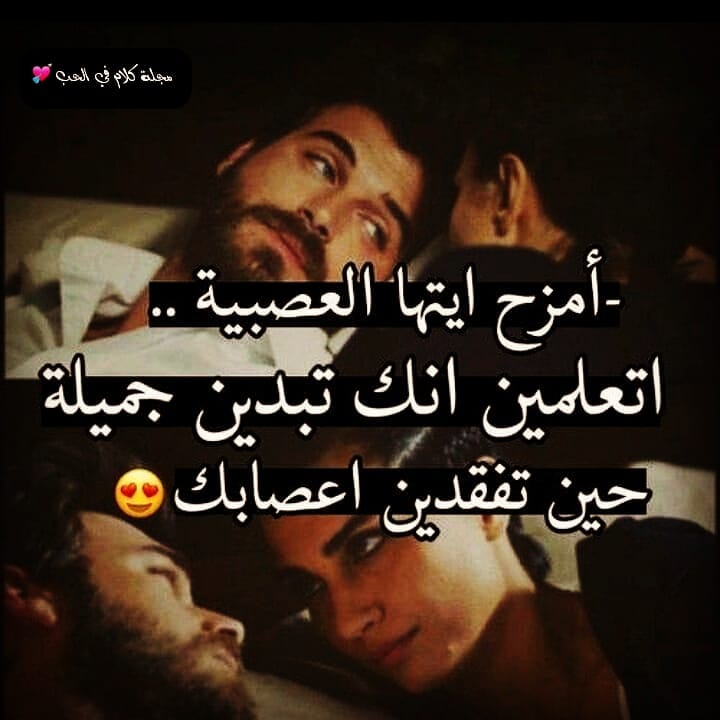 مجلة كلام في الحب 💘
-أمزح ايتها العصبية ..
اتعلمين انك تبدين جميلة
حين تفقدين اعصابك 😍